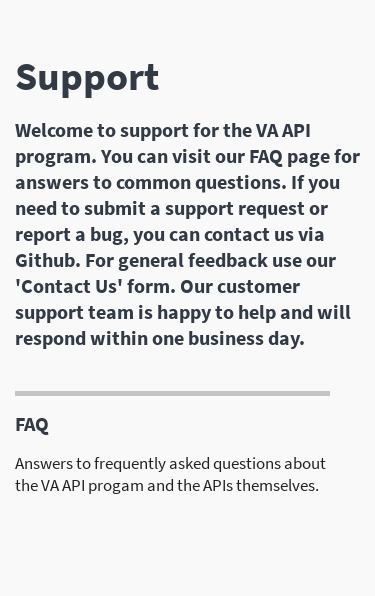 Support
Welcome to support for the VA API
program. You can visit our FAQ page for
answers to common questions. If you
need to submit a support request or
report a bug, you can contact us via
Github. For general feedback use our
'Contact Us' form. Our customer
support team is happy to help and will
respond within one business day.
FAQ
Answers to frequently asked questions about
the VA API progam and the APIs themselves.